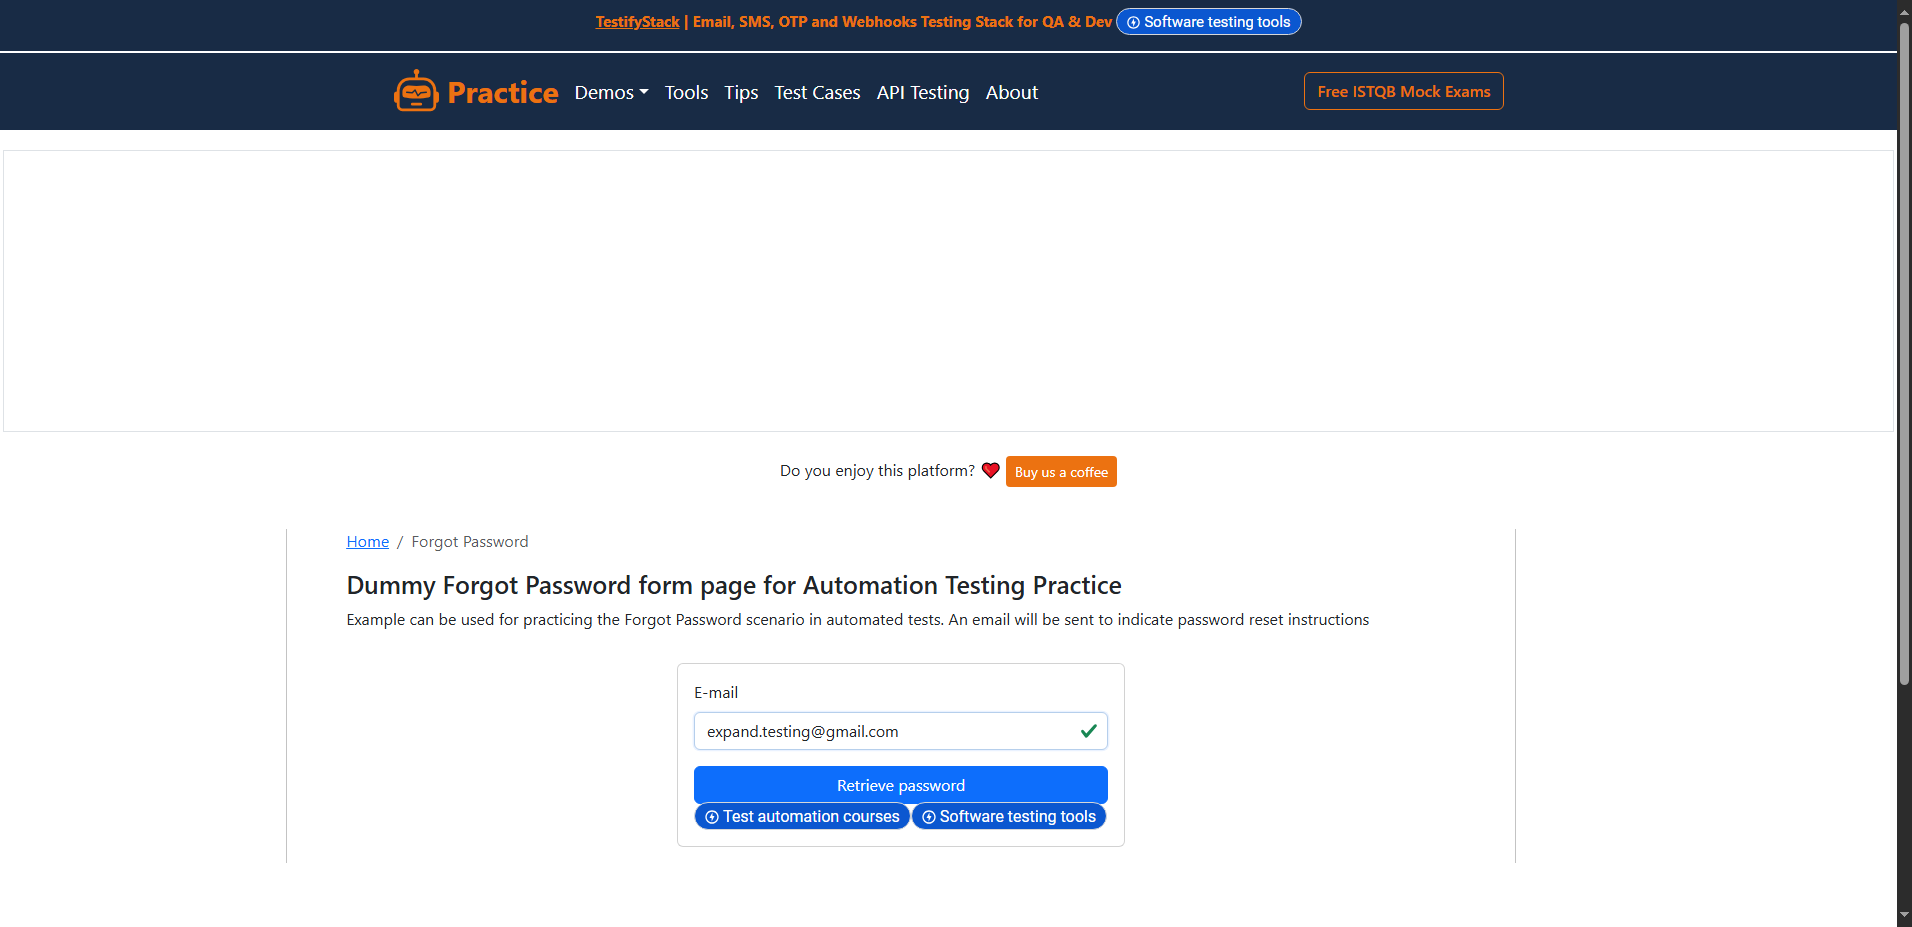 TestifyStack | Email, SMS, OTP and Webhooks Testing Stack for QA & Dev Software testing tools
Practice Demos Tools Tips Test Cases API Testing About Free ISTQB Mock Exams
Do you enjoy this platform? Buy us a coffee
Home / Forgot Password
Dummy Forgot Password form page for Automation Testing Practice
Example can be used for practicing the Forgot Password scenario in automated tests. An email will be sent to indicate password reset instructions
E-mail
expand.testing@gmail.com
Retrieve password
Test automation courses Software testing tools